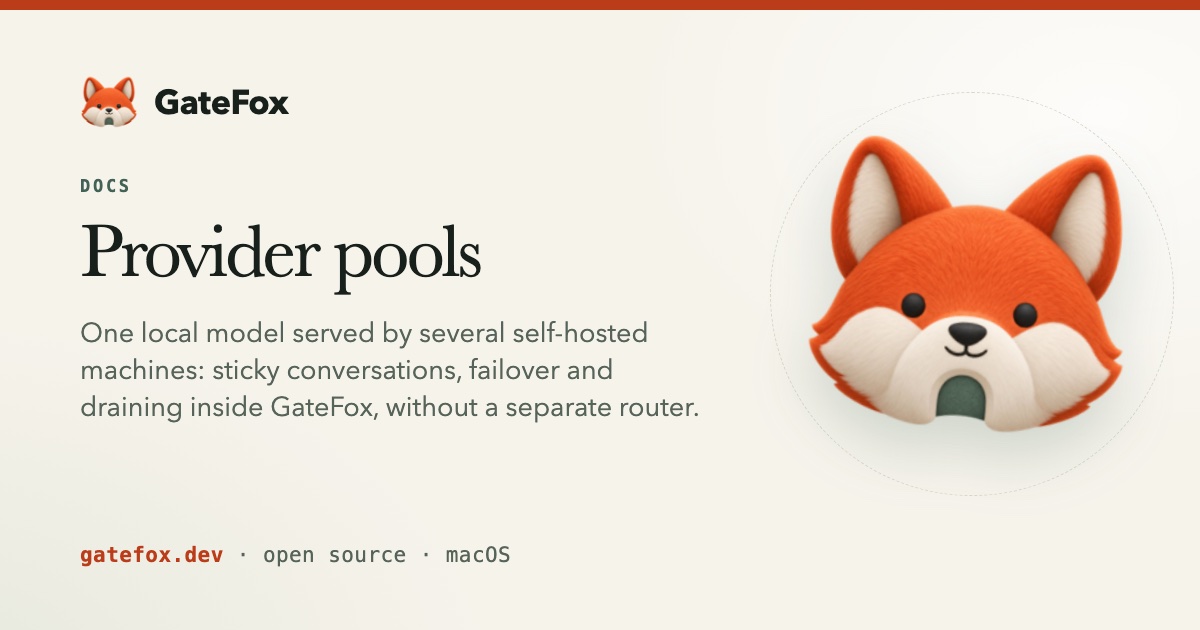 GateFox
DOCS
Provider pools
One local model served by several self-hosted
machines: sticky conversations, failover and
draining inside GateFox, without a separate router.
gatefox.dev · open source · macOS